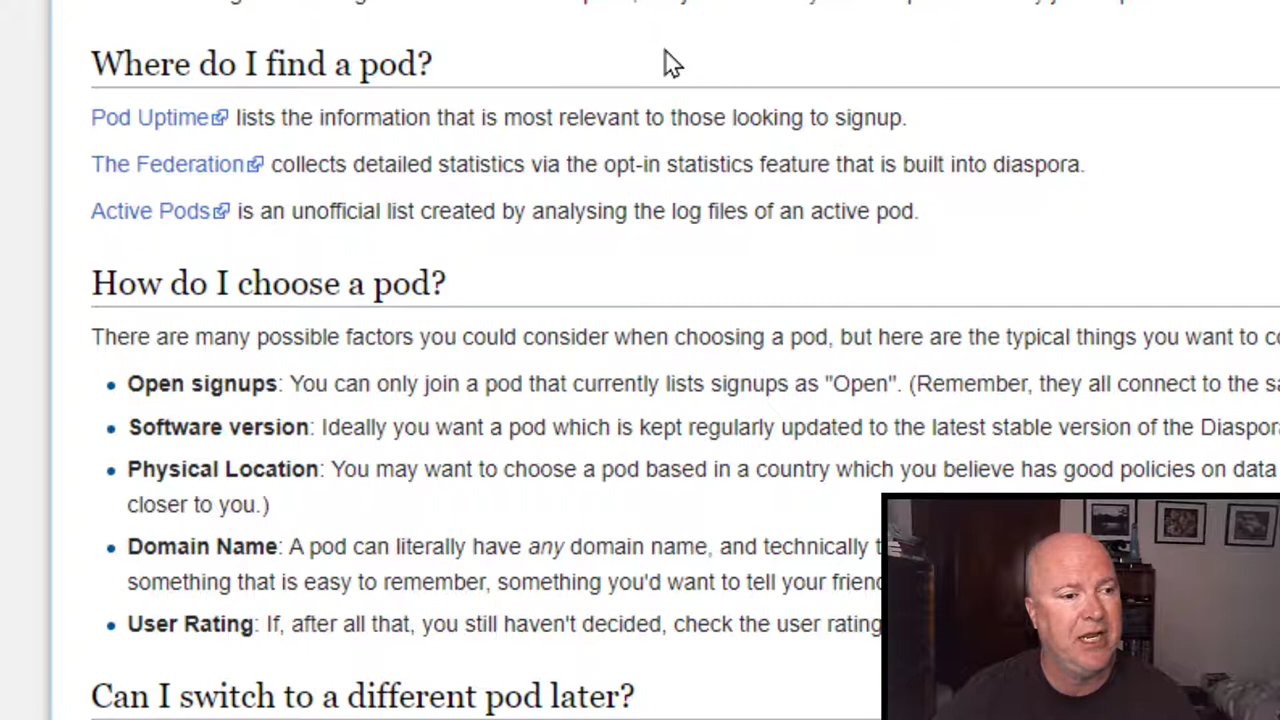 Where do I find a pod?
Pod Uptime lists the information that is most relevant to those looking to signup.
The Federation collects detailed statistics via the opt-in statistics feature that is built into diaspora.
Active Pods is an unofficial list created by analysing the log files of an active pod.
How do I choose a pod?
There are many possible factors you could consider when choosing a pod, but here are the typical things you want to
Open signups: You can only join a pod that currently lists signups as "Open". (Remember, they all connect to the
Software version: Ideally you want a pod which is kept regularly updated to the latest stable version of the Diaspor
Physical Location: You may want to choose a pod based in a country which you believe has good policies on data
closer to you.)
Domain Name: A pod can literally have any domain name, and technically
something that is easy to remember, something you'd want to tell your
User Rating: If, after all that, you still haven't decided, check the user rating
Can I switch to a different pod later?